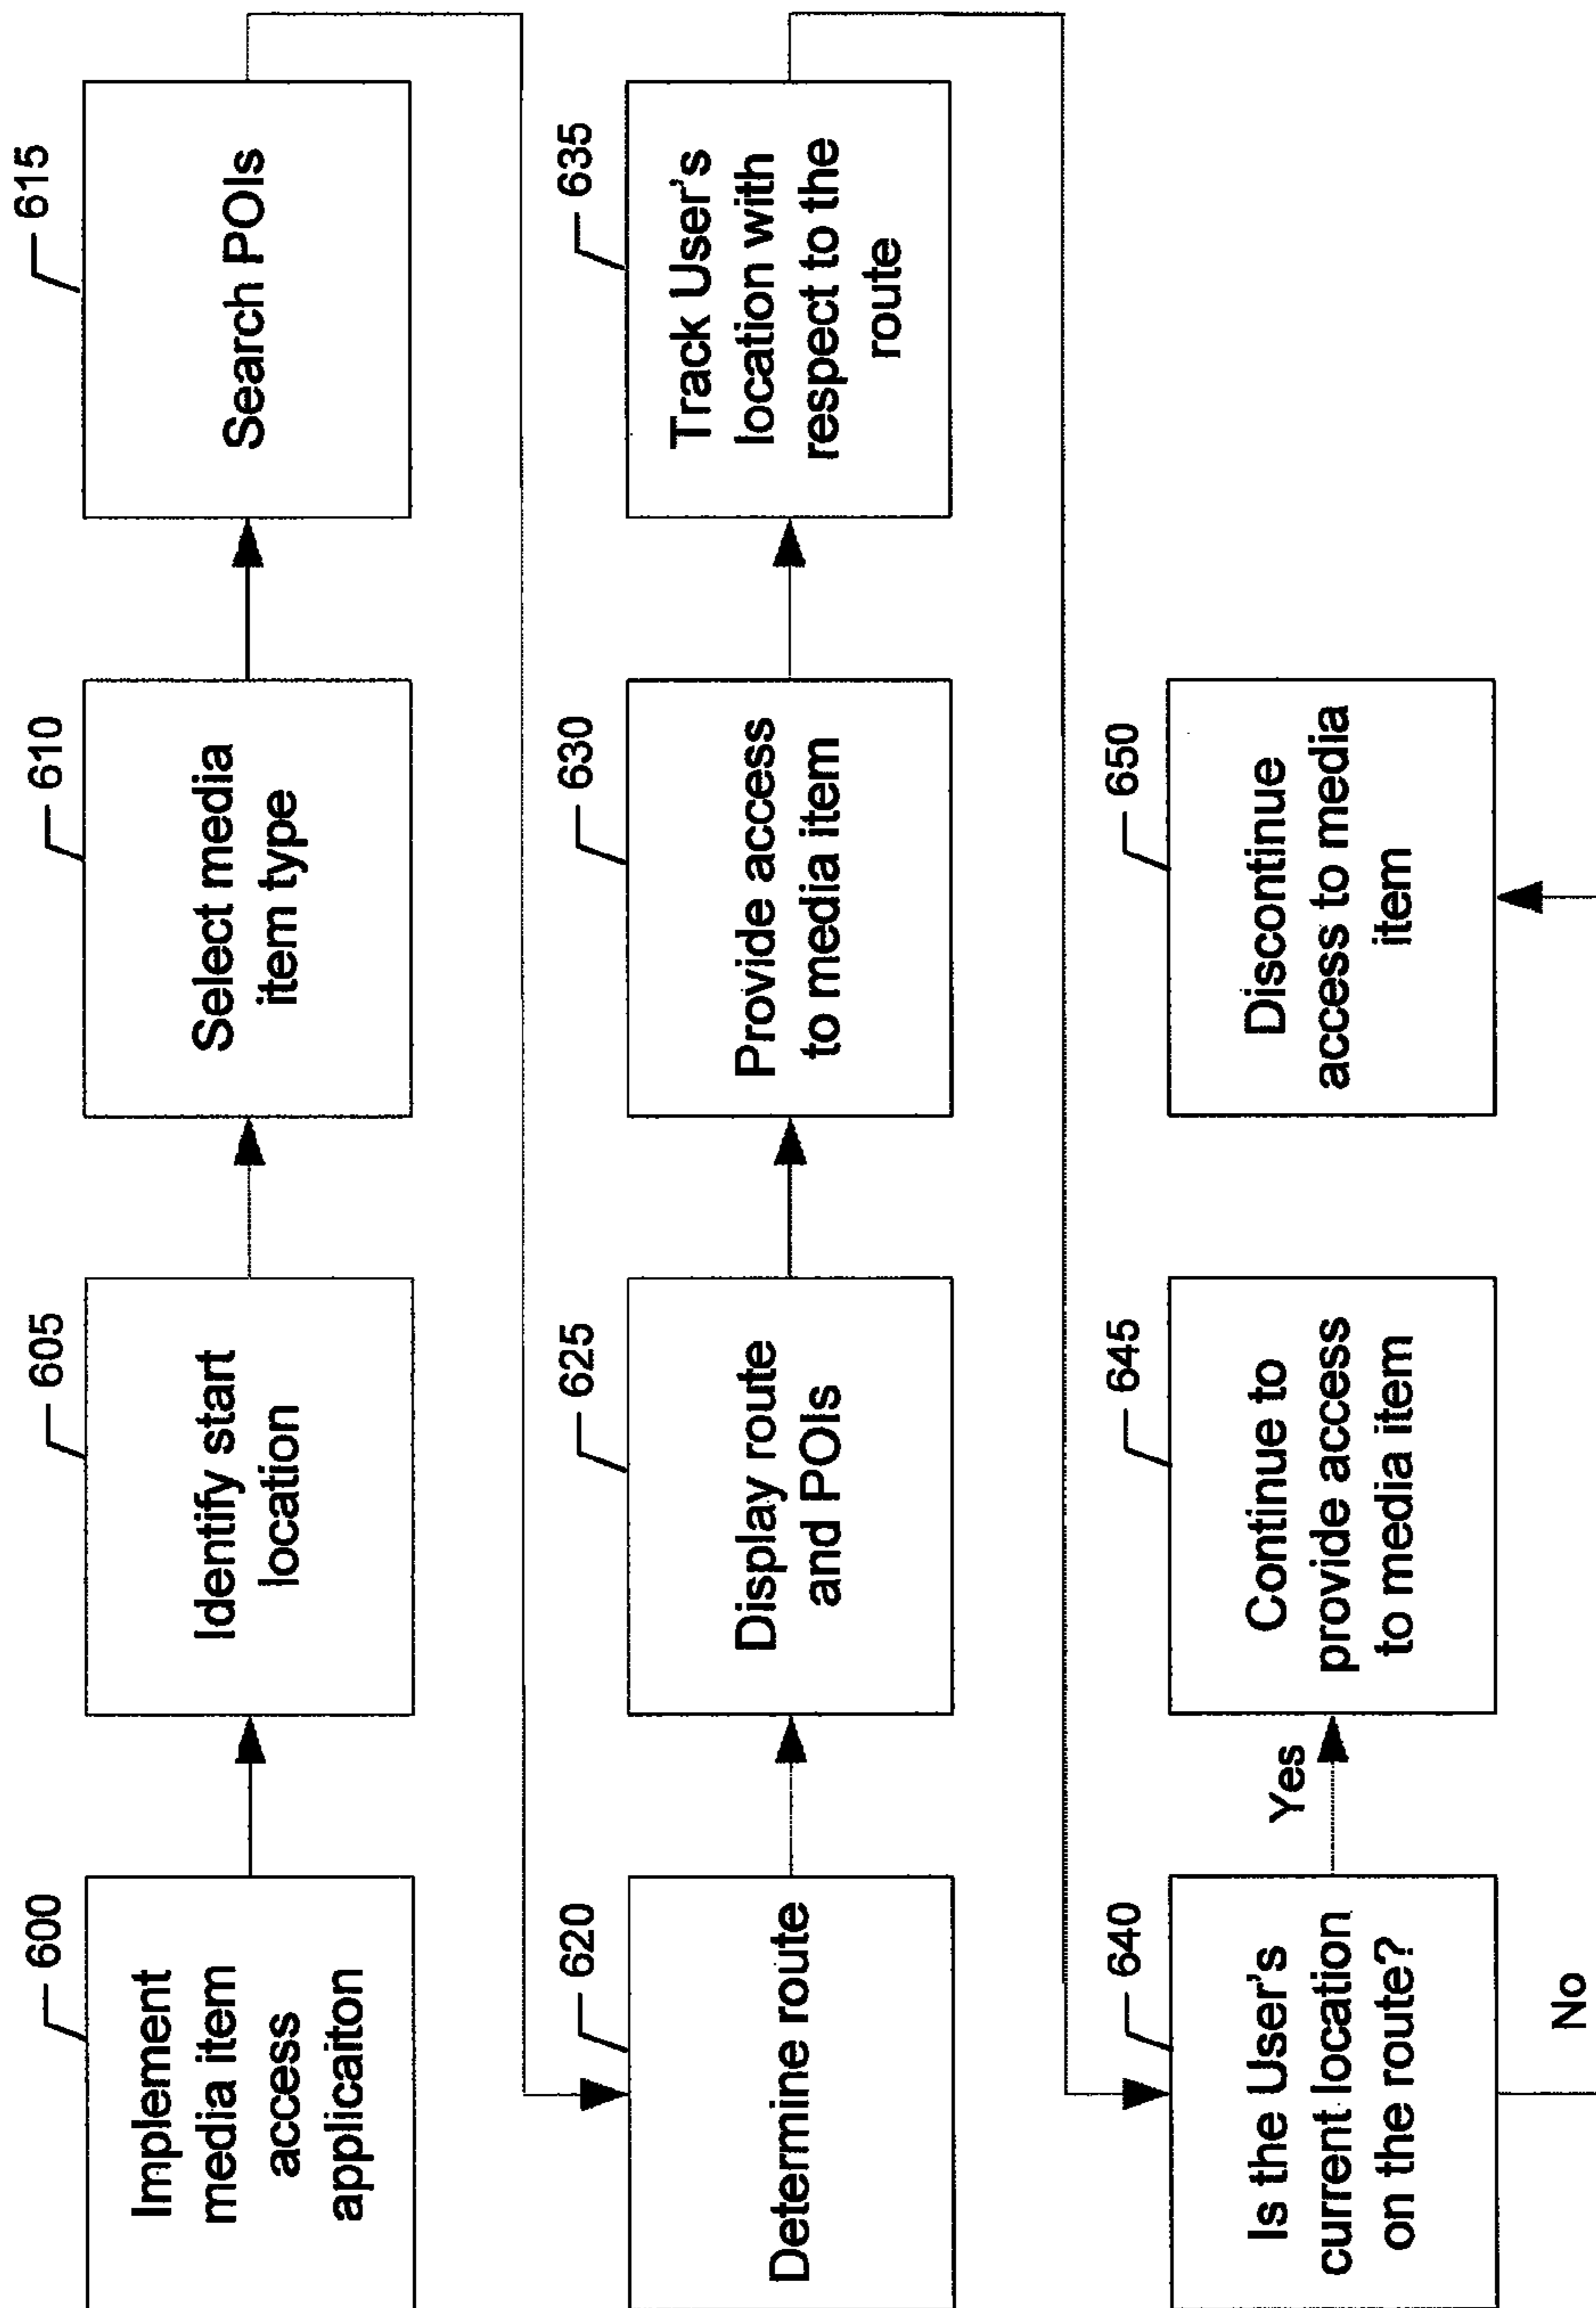 600
Implement
media item
access
applicaiton
605
Identify start
location
610
Select media
item type
615
Search POIs
620
Determine route
625
Display route
and POIs
630
Provide access
to media item
635
Track User's
location with
respect to the
route
640
Is the User's
current location
on the route?
Yes
645
Continue to
provide access
to media item
650
Discontinue
access to media
item
No